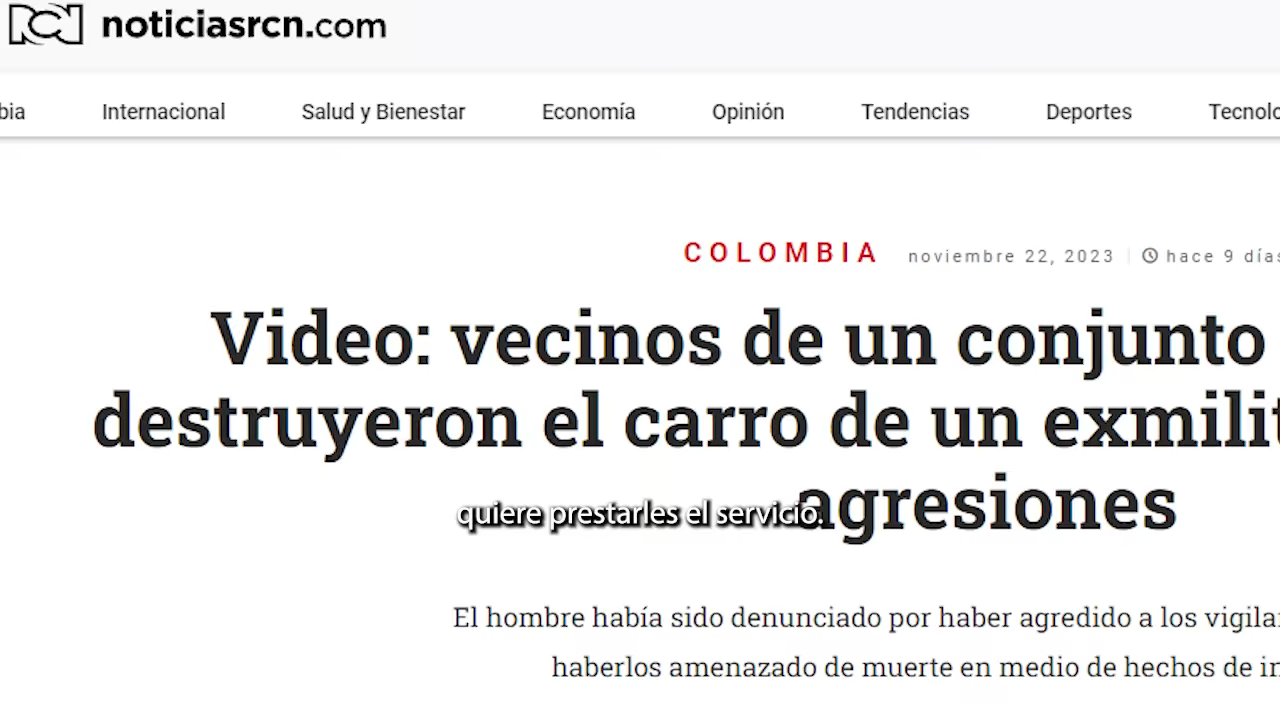 RCN noticiasrcn.com
bia Internacional Salud y Bienestar Economía Opinión Tendencias Deportes Tecnolo
COLOMBIA noviembre 22, 2023 hace 9 días
Video: vecinos de un conjunto
destruyeron el carro de un exmilit
agresiones
quiere prestarles el servicio.
El hombre había sido denunciado por haber agredido a los vigilan
haberlos amenazado de muerte en medio de hechos de in